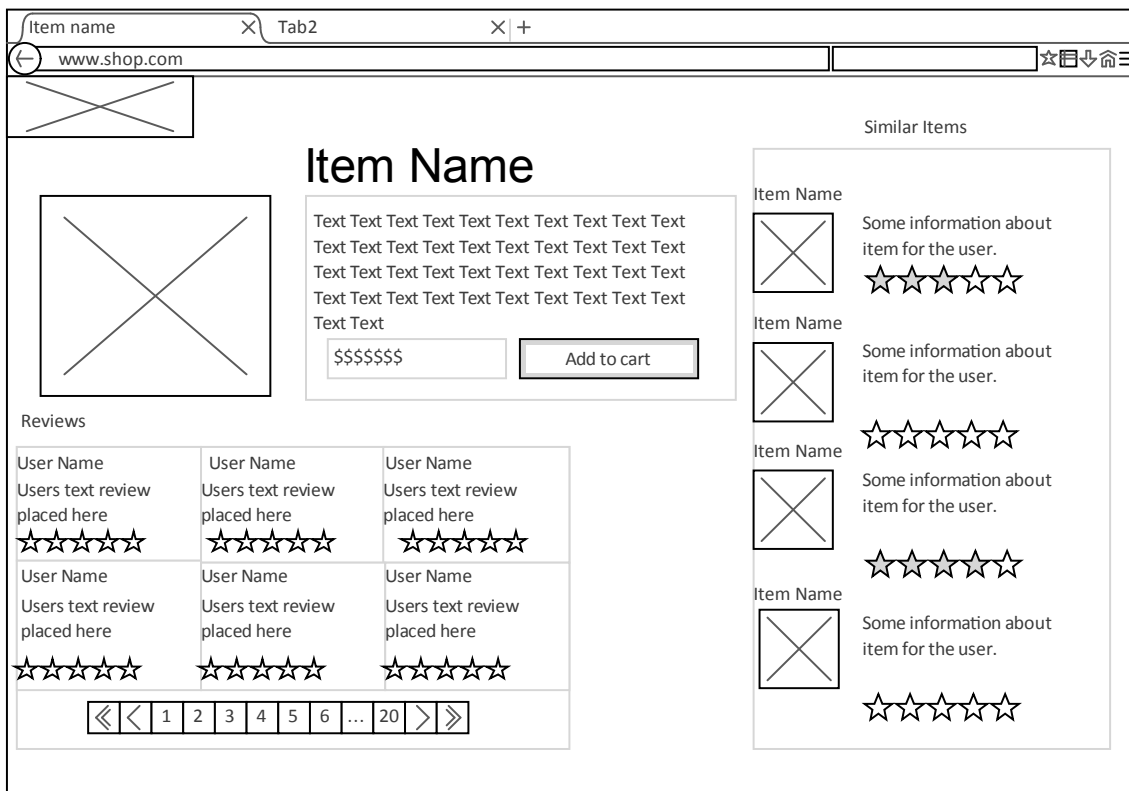 Item name
Tab2
www.shop.com
Similar Items
Item Name
Text Text Text Text Text Text Text Text Text Text
Text Text Text Text Text Text Text Text Text Text
Text Text Text Text Text Text Text Text Text Text
Text Text Text Text Text Text Text Text Text Text
Text Text
$$$$$$$
Add to cart
Item Name
Some information about
item for the user.
Item Name
Some information about
item for the user.
Item Name
Some information about
item for the user.
Item Name
Some information about
item for the user.
Reviews
User Name
Users text review
placed here
User Name
Users text review
placed here
User Name
Users text review
placed here
User Name
Users text review
placed here
User Name
Users text review
placed here
User Name
Users text review
placed here
1 2 3 4 5 6 ... 20